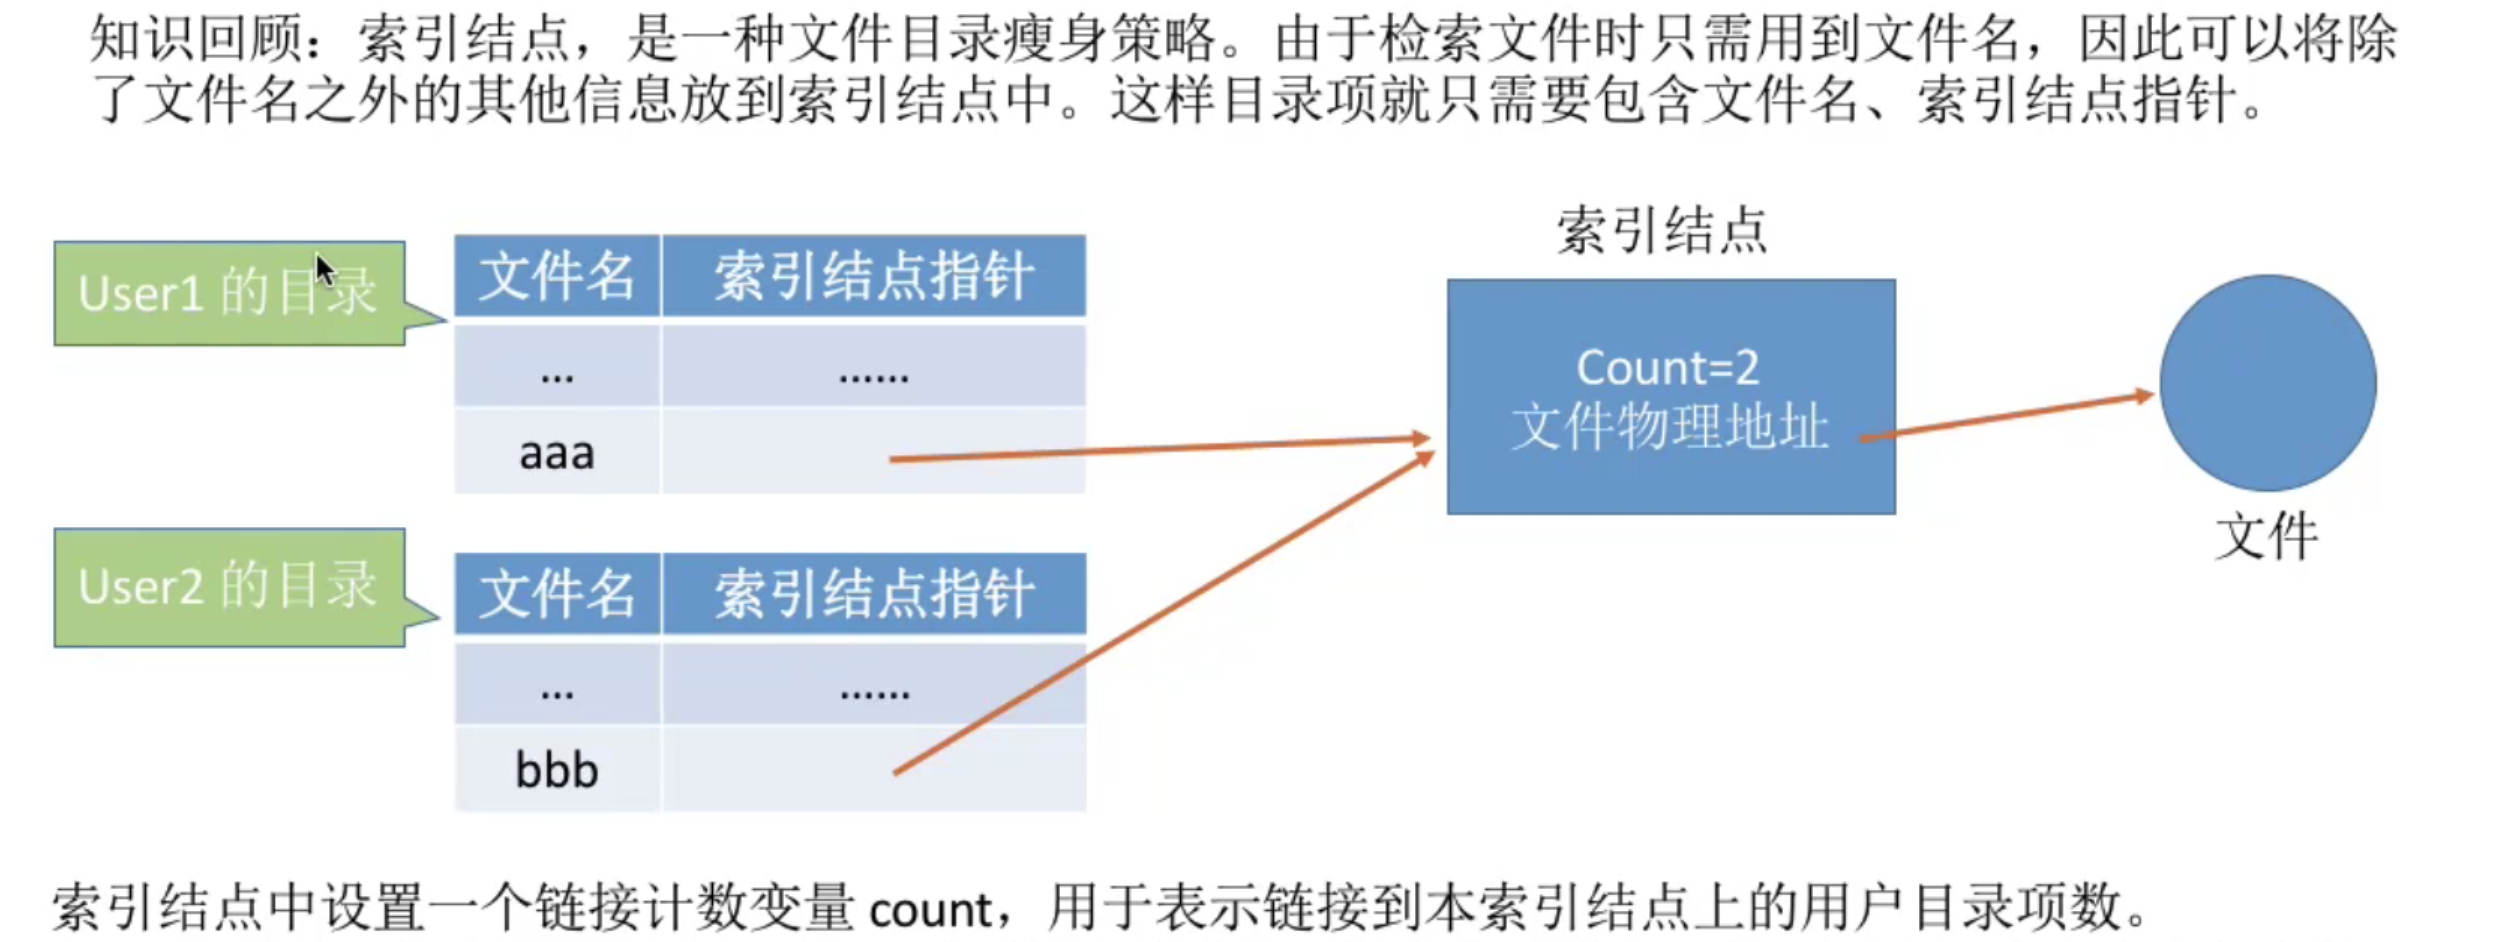 知识回顾：索引结点，是一种文件目录瘦身策略。由于检索文件时只需用到文件名，因此可以将除
了文件名之外的其他信息放到索引结点中。这样目录项就只需要包含文件名、索引结点指针。
索引结点
User1 的目录
文件名 索引结点指针
... ......
aaa
Count=2
文件物理地址
文件
User2 的目录
文件名 索引结点指针
... ......
bbb
索引结点中设置一个链接计数变量 count，用于表示链接到本索引结点上的用户目录项数。